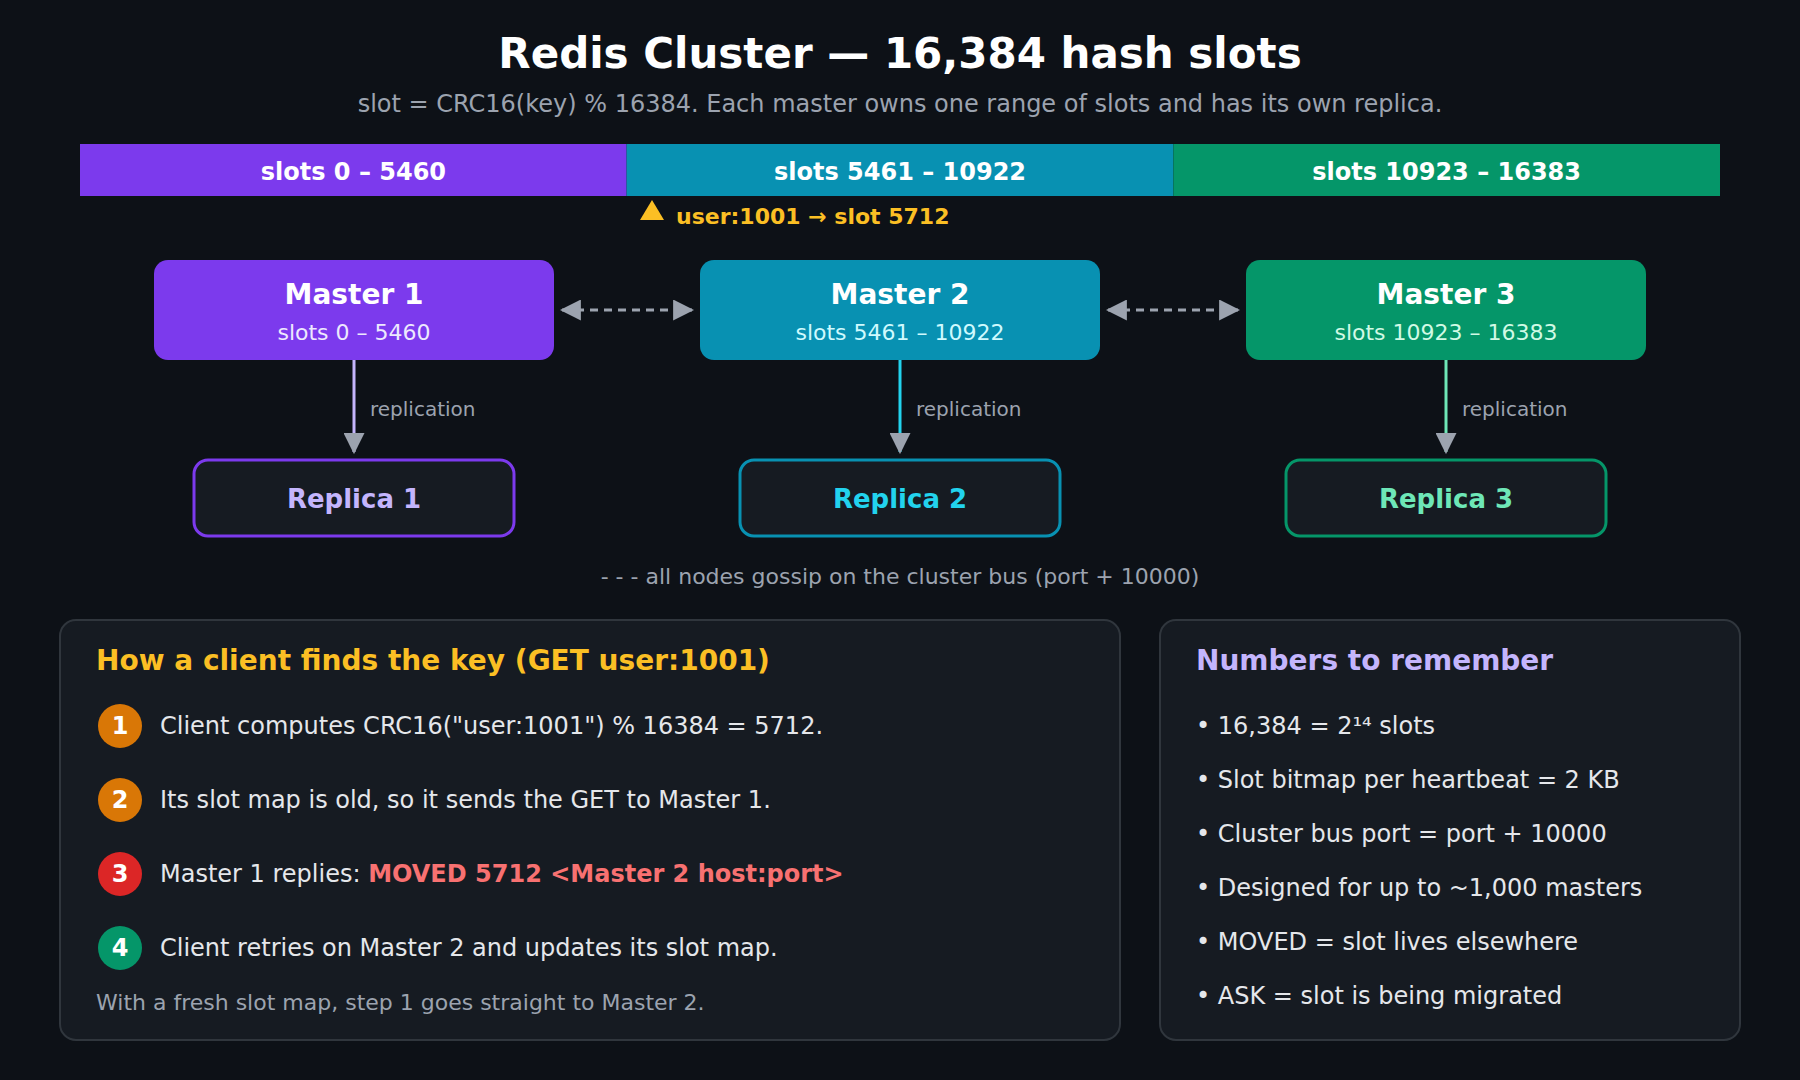 Redis Cluster — 16,384 hash slots
slot = CRC16(key) % 16384. Each master owns one range of slots and has its own replica.
slots 0 – 5460
slots 5461 – 10922
slots 10923 – 16383
user:1001 → slot 5712
Master 1
slots 0 – 5460
Master 2
slots 5461 – 10922
Master 3
slots 10923 – 16383
replication
replication
replication
Replica 1
Replica 2
Replica 3
- - - all nodes gossip on the cluster bus (port + 10000)
How a client finds the key (GET user:1001)
1 Client computes CRC16("user:1001") % 16384 = 5712.
2 Its slot map is old, so it sends the GET to Master 1.
3 Master 1 replies: MOVED 5712 <Master 2 host:port>
4 Client retries on Master 2 and updates its slot map.
With a fresh slot map, step 1 goes straight to Master 2.
Numbers to remember
• 16,384 = 2¹⁴ slots
• Slot bitmap per heartbeat = 2 KB
• Cluster bus port = port + 10000
• Designed for up to ~1,000 masters
• MOVED = slot lives elsewhere
• ASK = slot is being migrated